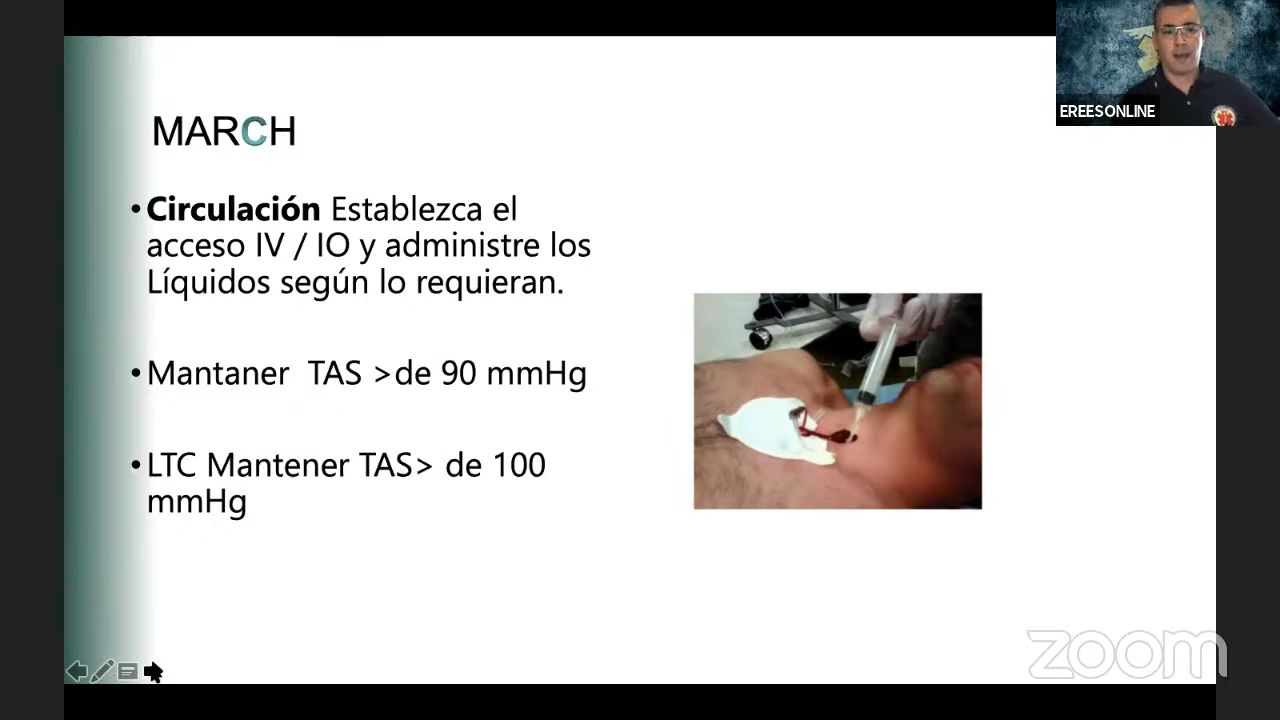 EREESONLINE
MARCH
• Circulación Establezca el
acceso IV / IO y administre los
Líquidos según lo requieran.
• Mantaner TAS >de 90 mmHg
• LTC Mantener TAS> de 100
mmHg
zoom